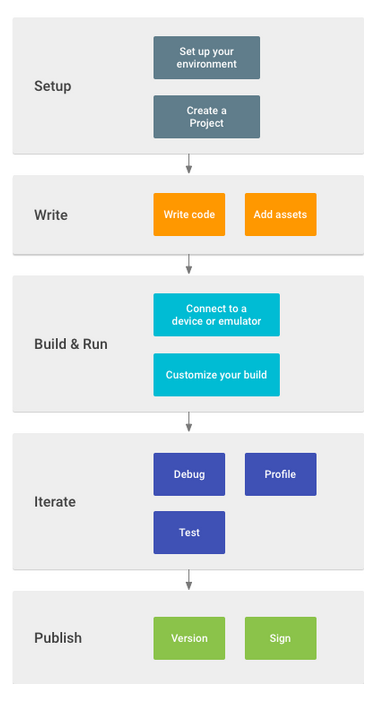 Setup
Set up your
environment
Create a
Project
Write
Write code
Add assets
Build & Run
Connect to a
device or emulator
Customize your build
Iterate
Debug
Profile
Test
Publish
Version
Sign